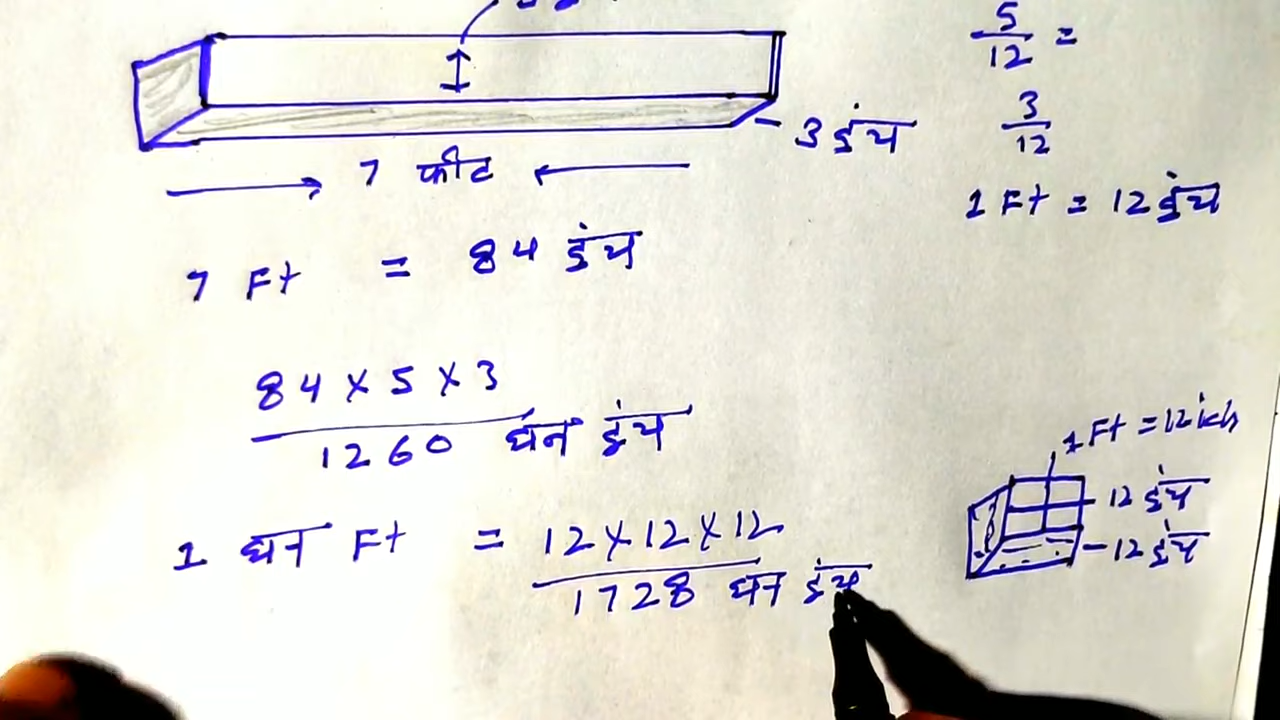 5/12 =
3 इंच
3/12
7 फीट
1 Ft = 12 इंच
7 Ft = 84 इंच
84 x 5 x 3
1260 घन इंच
1 Ft = 12 ich
12 इंच
12 इंच
1 घन Ft = 12 x 12 x 12
1728 घन इंच